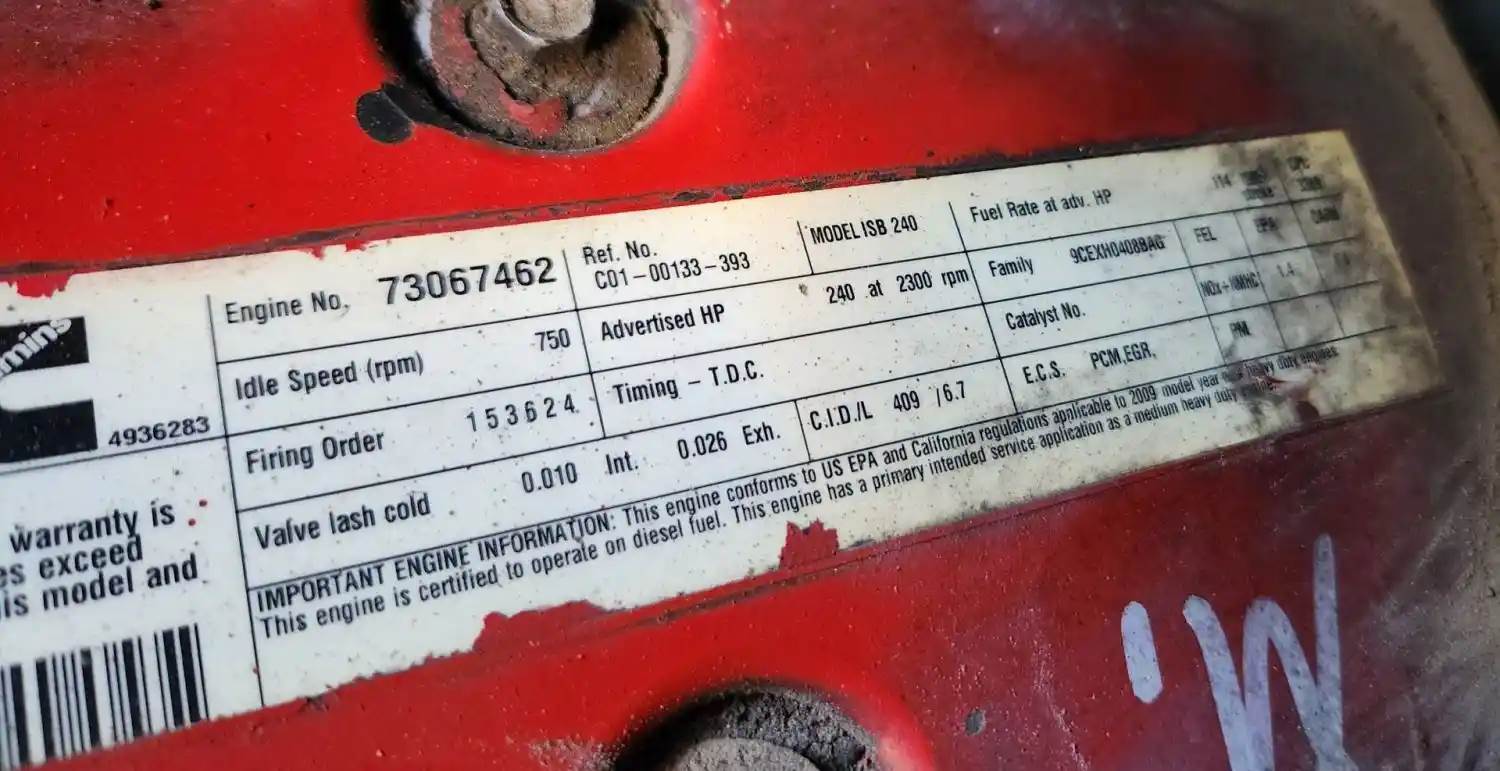 mmins
4936283
warranty is
es exceed
is model and
Engine No. 73067462
Ref. No.
C01-00133-393
MODEL ISB 240
Fuel Rate at adv. HP 114
Idle Speed (rpm) 750
Advertised HP 240 at 2300 rpm
Family 9CEXH0408BAG
FEL EPA CARB
Firing Order 1 5 3 6 2 4
Timing - T.D.C.
Catalyst No.
NOx+NMHC
Valve lash cold 0.010 Int. 0.026 Exh.
C.I.D./L 409 /6.7
E.C.S. PCM,EGR,
PM
IMPORTANT ENGINE INFORMATION: This engine conforms to US EPA and California regulations applicable to 2009 model year heavy duty engines.
This engine is certified to operate on diesel fuel. This engine has a primary intended service application as a medium heavy duty